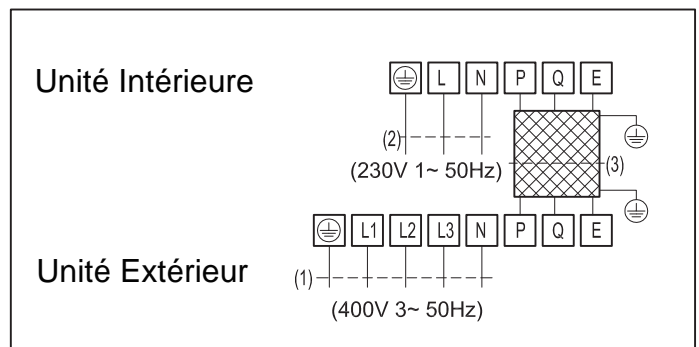 Unité Intérieure
L N P Q E
(2)
(230V 1~ 50Hz)
(3)
L1 L2 L3 N P Q E
Unité Extérieur
(1)
(400V 3~ 50Hz)